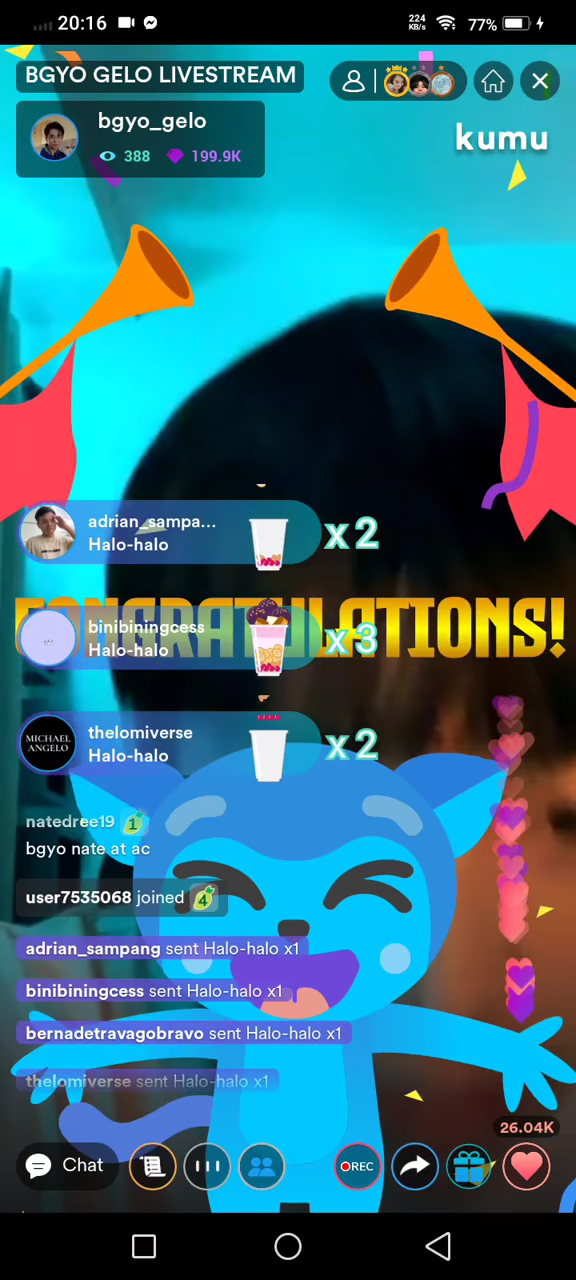 20:16
224
KB/s
77%
BGYO GELO LIVESTREAM
bgyo_gelo
388
199.9K
kumu
adrian_sampa...
Halo-halo
x2
CONGRATULATIONS!
binibiningcess
Halo-halo
x3
MICHAEL
ANGELO
thelomiverse
Halo-halo
x2
natedree19 1
bgyo nate at ac
user7535068 joined 4
adrian_sampang sent Halo-halo x1
binibiningcess sent Halo-halo x1
bernadetravagobravo sent Halo-halo x1
thelomiverse sent Halo-halo x1
26.04K
Chat
REC